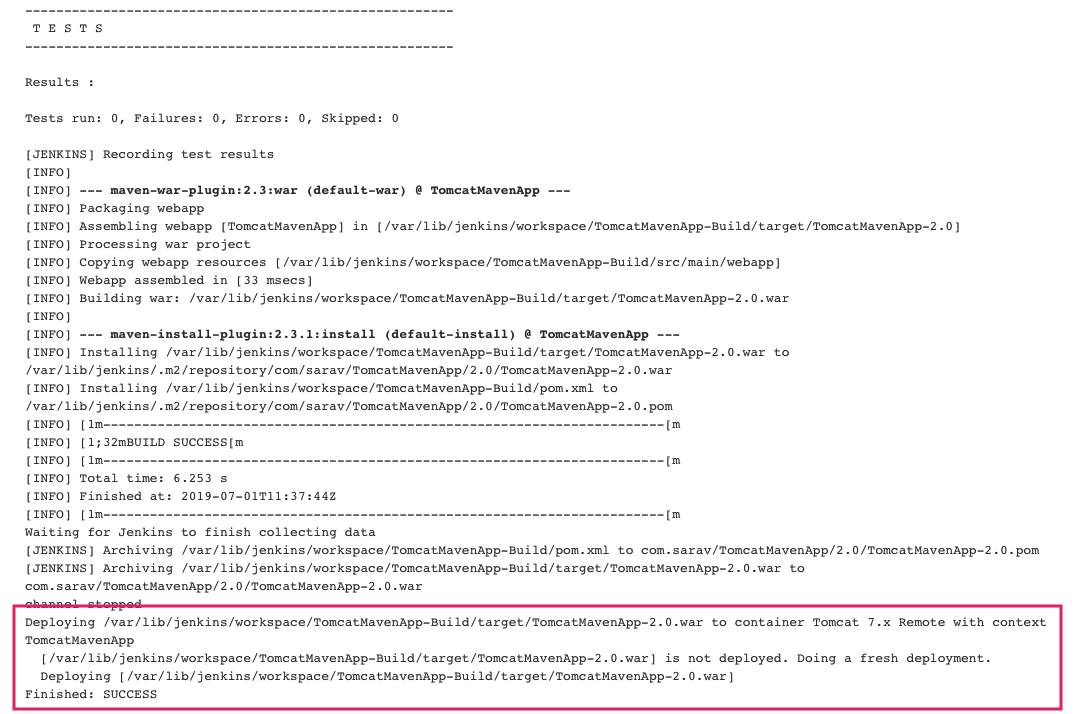 -------------------------------------------------------
T E S T S
-------------------------------------------------------
Results :
Tests run: 0, Failures: 0, Errors: 0, Skipped: 0
[JENKINS] Recording test results
[INFO]
[INFO] --- maven-war-plugin:2.3:war (default-war) @ TomcatMavenApp ---
[INFO] Packaging webapp
[INFO] Assembling webapp [TomcatMavenApp] in [/var/lib/jenkins/workspace/TomcatMavenApp-Build/target/TomcatMavenApp-2.0]
[INFO] Processing war project
[INFO] Copying webapp resources [/var/lib/jenkins/workspace/TomcatMavenApp-Build/src/main/webapp]
[INFO] Webapp assembled in [33 msecs]
[INFO] Building war: /var/lib/jenkins/workspace/TomcatMavenApp-Build/target/TomcatMavenApp-2.0.war
[INFO]
[INFO] --- maven-install-plugin:2.3.1:install (default-install) @ TomcatMavenApp ---
[INFO] Installing /var/lib/jenkins/workspace/TomcatMavenApp-Build/target/TomcatMavenApp-2.0.war to
/var/lib/jenkins/.m2/repository/com/sarav/TomcatMavenApp/2.0/TomcatMavenApp-2.0.war
[INFO] Installing /var/lib/jenkins/workspace/TomcatMavenApp-Build/pom.xml to
/var/lib/jenkins/.m2/repository/com/sarav/TomcatMavenApp/2.0/TomcatMavenApp-2.0.pom
[INFO] [1m------------------------------------------------------------------------[m
[INFO] [1;32mBUILD SUCCESS[m
[INFO] [1m------------------------------------------------------------------------[m
[INFO] Total time: 6.253 s
[INFO] Finished at: 2019-07-01T11:37:44Z
[INFO] [1m------------------------------------------------------------------------[m
Waiting for Jenkins to finish collecting data
[JENKINS] Archiving /var/lib/jenkins/workspace/TomcatMavenApp-Build/pom.xml to com.sarav/TomcatMavenApp/2.0/TomcatMavenApp-2.0.pom
[JENKINS] Archiving /var/lib/jenkins/workspace/TomcatMavenApp-Build/target/TomcatMavenApp-2.0.war to
com.sarav/TomcatMavenApp/2.0/TomcatMavenApp-2.0.war
channel stopped
Deploying /var/lib/jenkins/workspace/TomcatMavenApp-Build/target/TomcatMavenApp-2.0.war to container Tomcat 7.x Remote with context
TomcatMavenApp
[/var/lib/jenkins/workspace/TomcatMavenApp-Build/target/TomcatMavenApp-2.0.war] is not deployed. Doing a fresh deployment.
Deploying [/var/lib/jenkins/workspace/TomcatMavenApp-Build/target/TomcatMavenApp-2.0.war]
Finished: SUCCESS